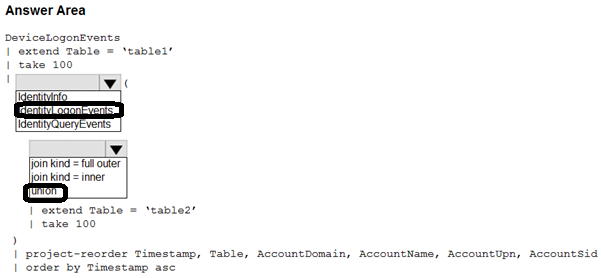 Answer Area
DeviceLogonEvents
| extend Table = ‘table1’
| take 100
| (
IdentityInfo
IdentityLogonEvents
IdentityQueryEvents
join kind = full outer
join kind = inner
union
| extend Table = ‘table2’
| take 100
)
| project-reorder Timestamp, Table, AccountDomain, AccountName, AccountUpn, AccountSid
| order by Timestamp asc